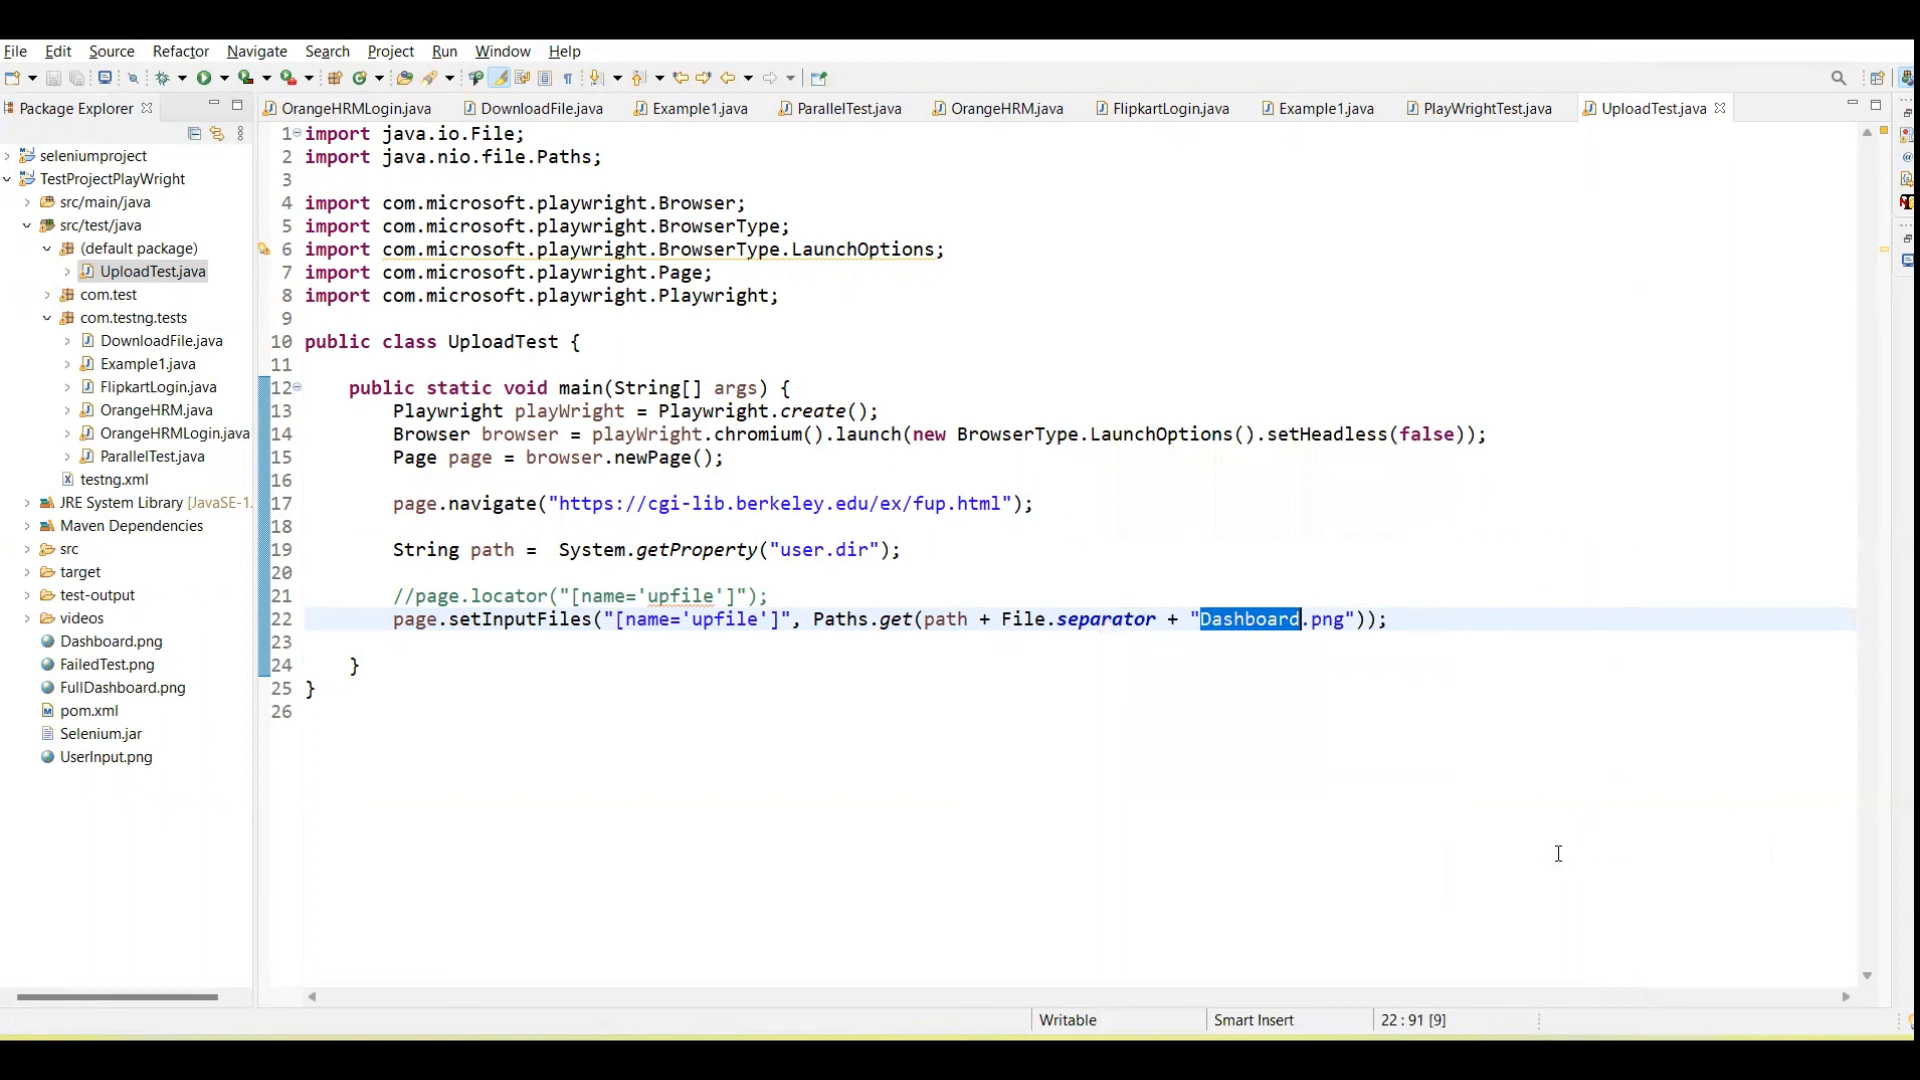 File Edit Source Refactor Navigate Search Project Run Window Help
Package Explorer
OrangeHRMLogin.java DownloadFile.java Example1.java ParallelTest.java OrangeHRM.java FlipkartLogin.java Example1.java PlayWrightTest.java UploadTest.java
seleniumproject
TestProjectPlayWright
src/main/java
src/test/java
(default package)
UploadTest.java
com.test
com.testng.tests
DownloadFile.java
Example1.java
FlipkartLogin.java
OrangeHRM.java
OrangeHRMLogin.java
ParallelTest.java
testng.xml
JRE System Library [JavaSE-1.
Maven Dependencies
src
target
test-output
videos
Dashboard.png
FailedTest.png
FullDashboard.png
pom.xml
Selenium.jar
UserInput.png
1 import java.io.File;
2 import java.nio.file.Paths;
3
4 import com.microsoft.playwright.Browser;
5 import com.microsoft.playwright.BrowserType;
6 import com.microsoft.playwright.BrowserType.LaunchOptions;
7 import com.microsoft.playwright.Page;
8 import com.microsoft.playwright.Playwright;
9
10 public class UploadTest {
11
12 public static void main(String[] args) {
13 Playwright playWright = Playwright.create();
14 Browser browser = playWright.chromium().launch(new BrowserType.LaunchOptions().setHeadless(false));
15 Page page = browser.newPage();
16
17 page.navigate("https://cgi-lib.berkeley.edu/ex/fup.html");
18
19 String path =  System.getProperty("user.dir");
20
21 //page.locator("[name='upfile']");
22 page.setInputFiles("[name='upfile']", Paths.get(path + File.separator + "Dashboard.png"));
23
24 }
25 }
26
Writable Smart Insert 22 : 91 [9]